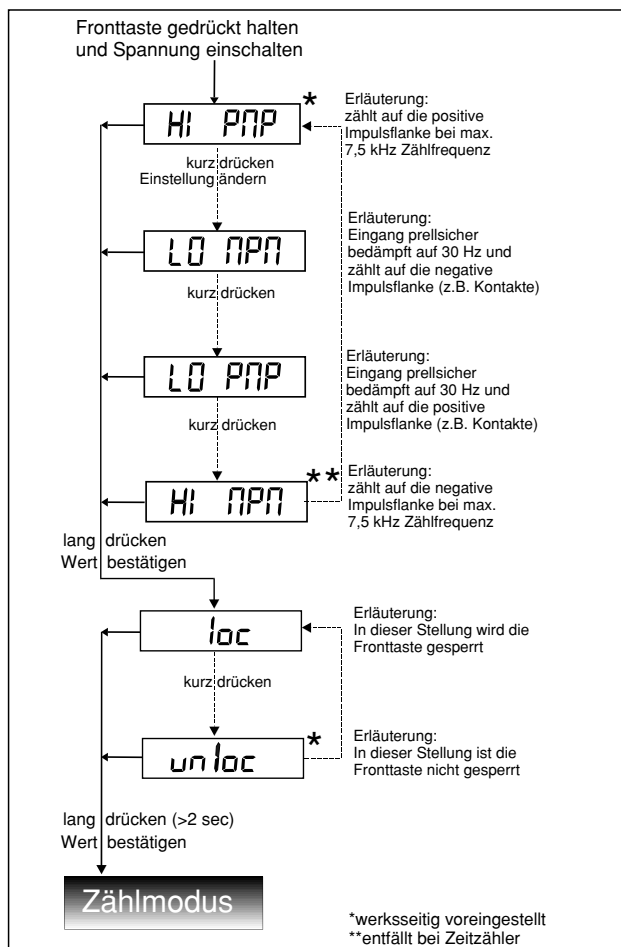 Fronttaste gedrückt halten
und Spannung einschalten
HI PNP *
Erläuterung:
zählt auf die positive
Impulsflanke bei max.
7,5 kHz Zählfrequenz
kurz drücken
Einstellung ändern
LO NPN
Erläuterung:
Eingang prellsicher
bedämpft auf 30 Hz und
zählt auf die negative
Impulsflanke (z.B. Kontakte)
kurz drücken
LO PNP
Erläuterung:
Eingang prellsicher
bedämpft auf 30 Hz und
zählt auf die positive
Impulsflanke (z.B. Kontakte)
kurz drücken
HI NPN **
Erläuterung:
zählt auf die negative
Impulsflanke bei max.
7,5 kHz Zählfrequenz
lang drücken
Wert bestätigen
loc
Erläuterung:
In dieser Stellung wird die
Fronttaste gesperrt
kurz drücken
unloc *
Erläuterung:
In dieser Stellung ist die
Fronttaste nicht gesperrt
lang drücken (>2 sec)
Wert bestätigen
Zählmodus
*werksseitig voreingestellt
**entfällt bei Zeitzähler